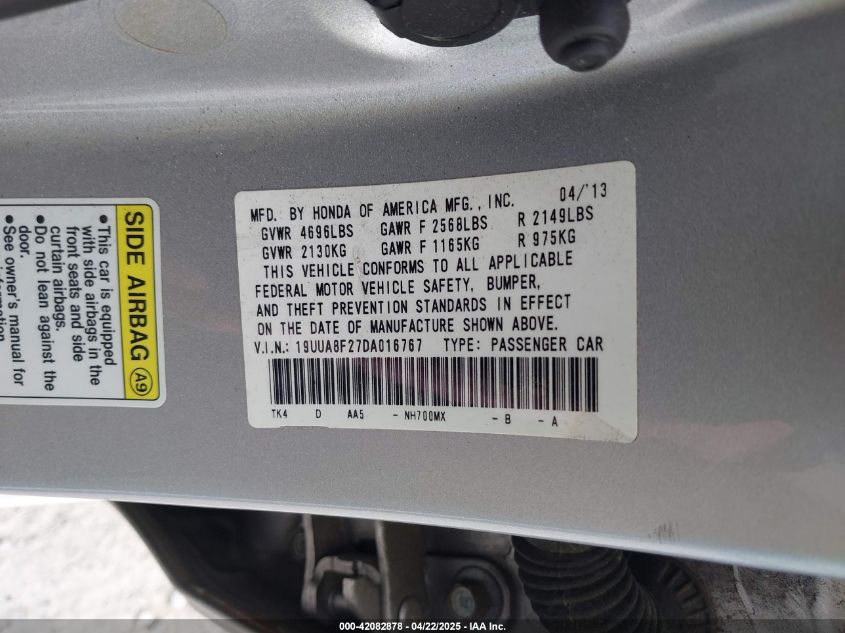 SIDE AIRBAG A9
•This car is equipped
with side airbags in the
front seats and side
curtain airbags.
•Do not lean against the
door.
•See owner's manual for
MFD. BY HONDA OF AMERICA MFG., INC. 04/'13
GVWR 4696LBS GAWR F 2568LBS R 2149LBS
GVWR 2130KG GAWR F 1165KG R 975KG
THIS VEHICLE CONFORMS TO ALL APPLICABLE
FEDERAL MOTOR VEHICLE SAFETY, BUMPER,
AND THEFT PREVENTION STANDARDS IN EFFECT
ON THE DATE OF MANUFACTURE SHOWN ABOVE.
V.I.N.: 19UUA8F27DA016767 TYPE: PASSENGER CAR
TK4 D AA5 - NH700MX - B - A
000-42082878 - 04/22/2025 - IAA Inc.